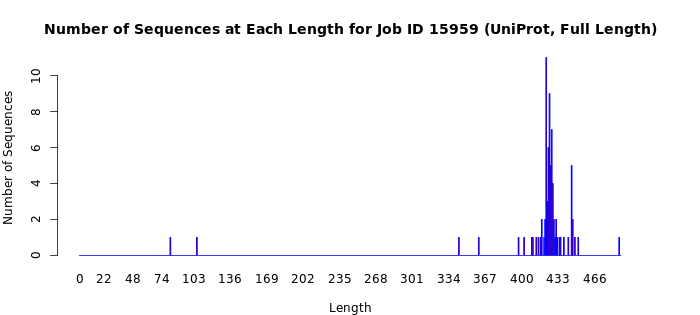 Number of Sequences at Each Length for Job ID 15959 (UniProt, Full Length)
Number of Sequences
10
8
6
4
2
0
0 22 48 74 103 136 169 202 235 268 301 334 367 400 433 466
Length